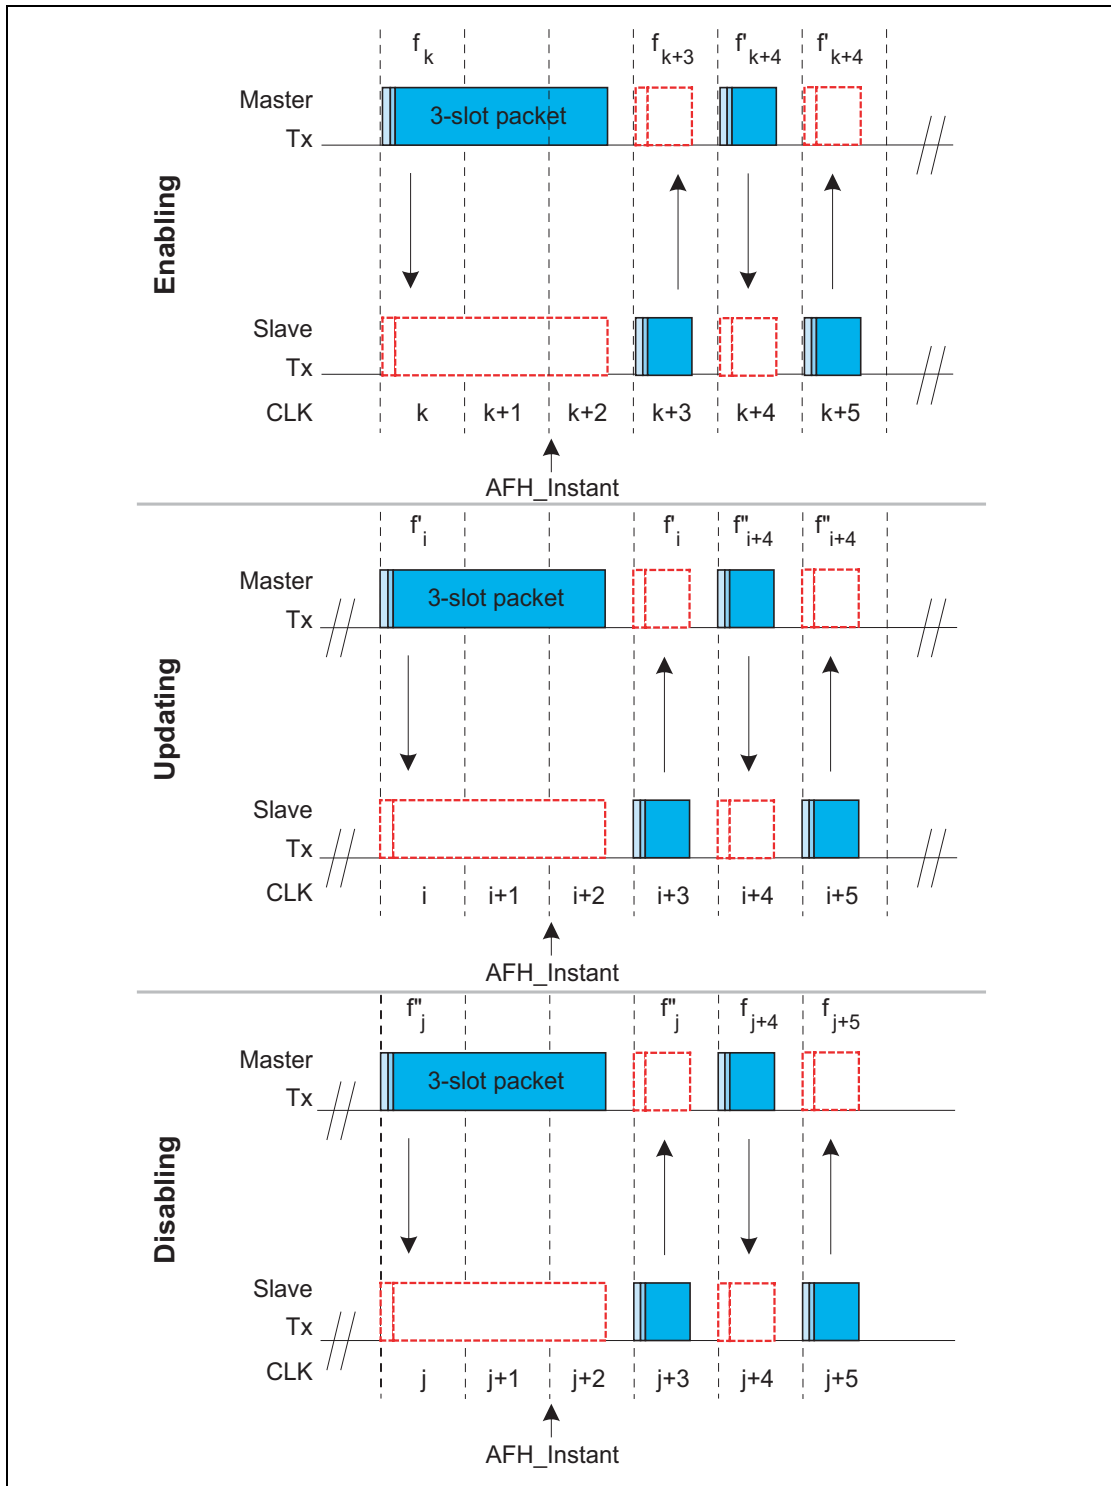 f k f k+3 f' k+4 f' k+4
Master
3-slot packet
Tx
Enabling
Slave
Tx
CLK k k+1 k+2 k+3 k+4 k+5
AFH_Instant
f' i f' i f" i+4 f" i+4
Master
3-slot packet
Tx
Updating
Slave
Tx
CLK i i+1 i+2 i+3 i+4 i+5
AFH_Instant
f" j f" j f j+4 f j+5
Master
3-slot packet
Tx
Disabling
Slave
Tx
CLK j j+1 j+2 j+3 j+4 j+5
AFH_Instant